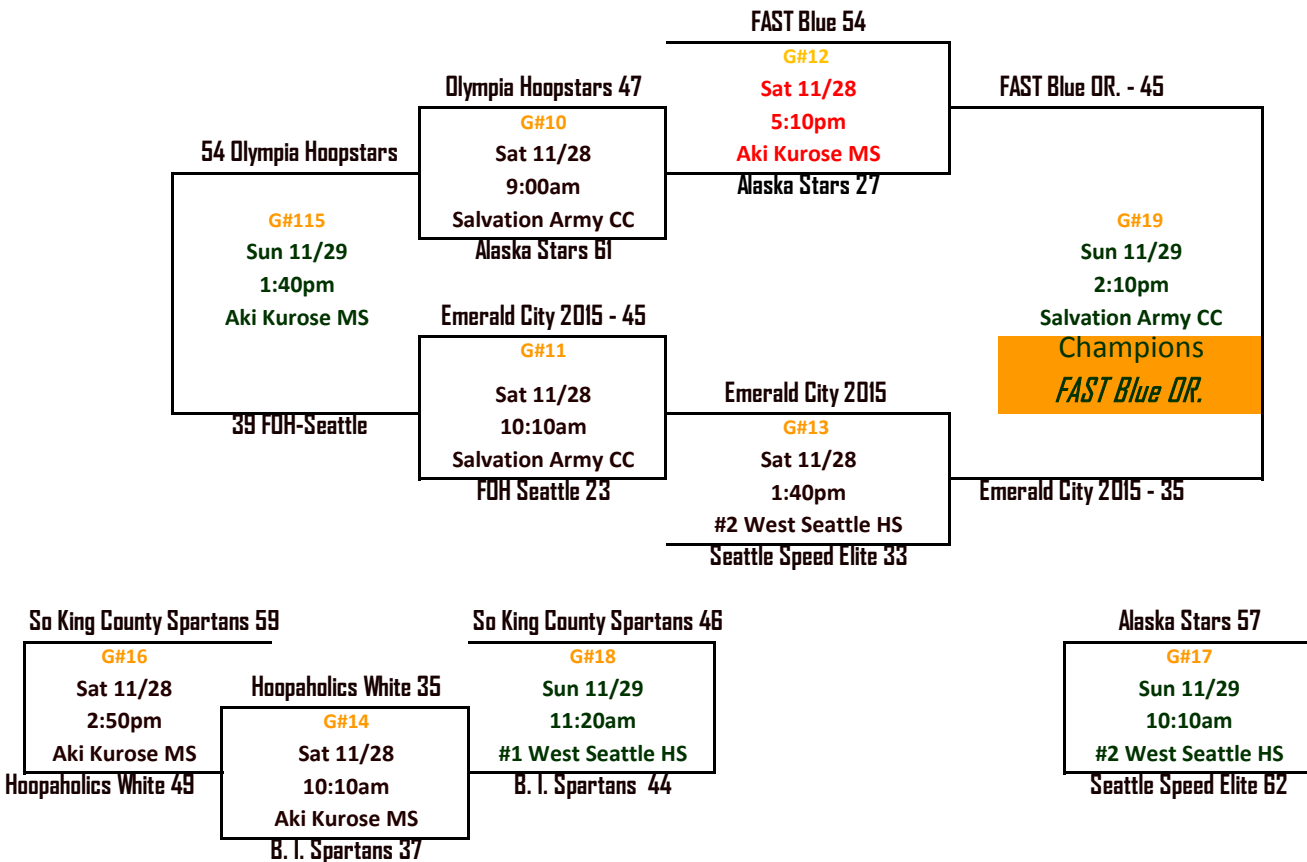 FAST Blue 54
G#12
Sat 11/28
5:10pm
Aki Kurose MS
Alaska Stars 27
Olympia Hoopstars 47
G#10
Sat 11/28
9:00am
Salvation Army CC
Alaska Stars 61
FAST Blue OR. - 45
54 Olympia Hoopstars
G#115
Sun 11/29
1:40pm
Aki Kurose MS
39 FOH-Seattle
G#19
Sun 11/29
2:10pm
Salvation Army CC
Champions
FAST Blue OR.
Emerald City 2015 - 45
G#11
Sat 11/28
10:10am
Salvation Army CC
FOH Seattle 23
Emerald City 2015
G#13
Sat 11/28
1:40pm
#2 West Seattle HS
Seattle Speed Elite 33
Emerald City 2015 - 35
So King County Spartans 59
G#16
Sat 11/28
2:50pm
Aki Kurose MS
Hoopaholics White 49
Hoopaholics White 35
G#14
Sat 11/28
10:10am
Aki Kurose MS
B. I. Spartans 37
So King County Spartans 46
G#18
Sun 11/29
11:20am
#1 West Seattle HS
B. I. Spartans 44
Alaska Stars 57
G#17
Sun 11/29
10:10am
#2 West Seattle HS
Seattle Speed Elite 62